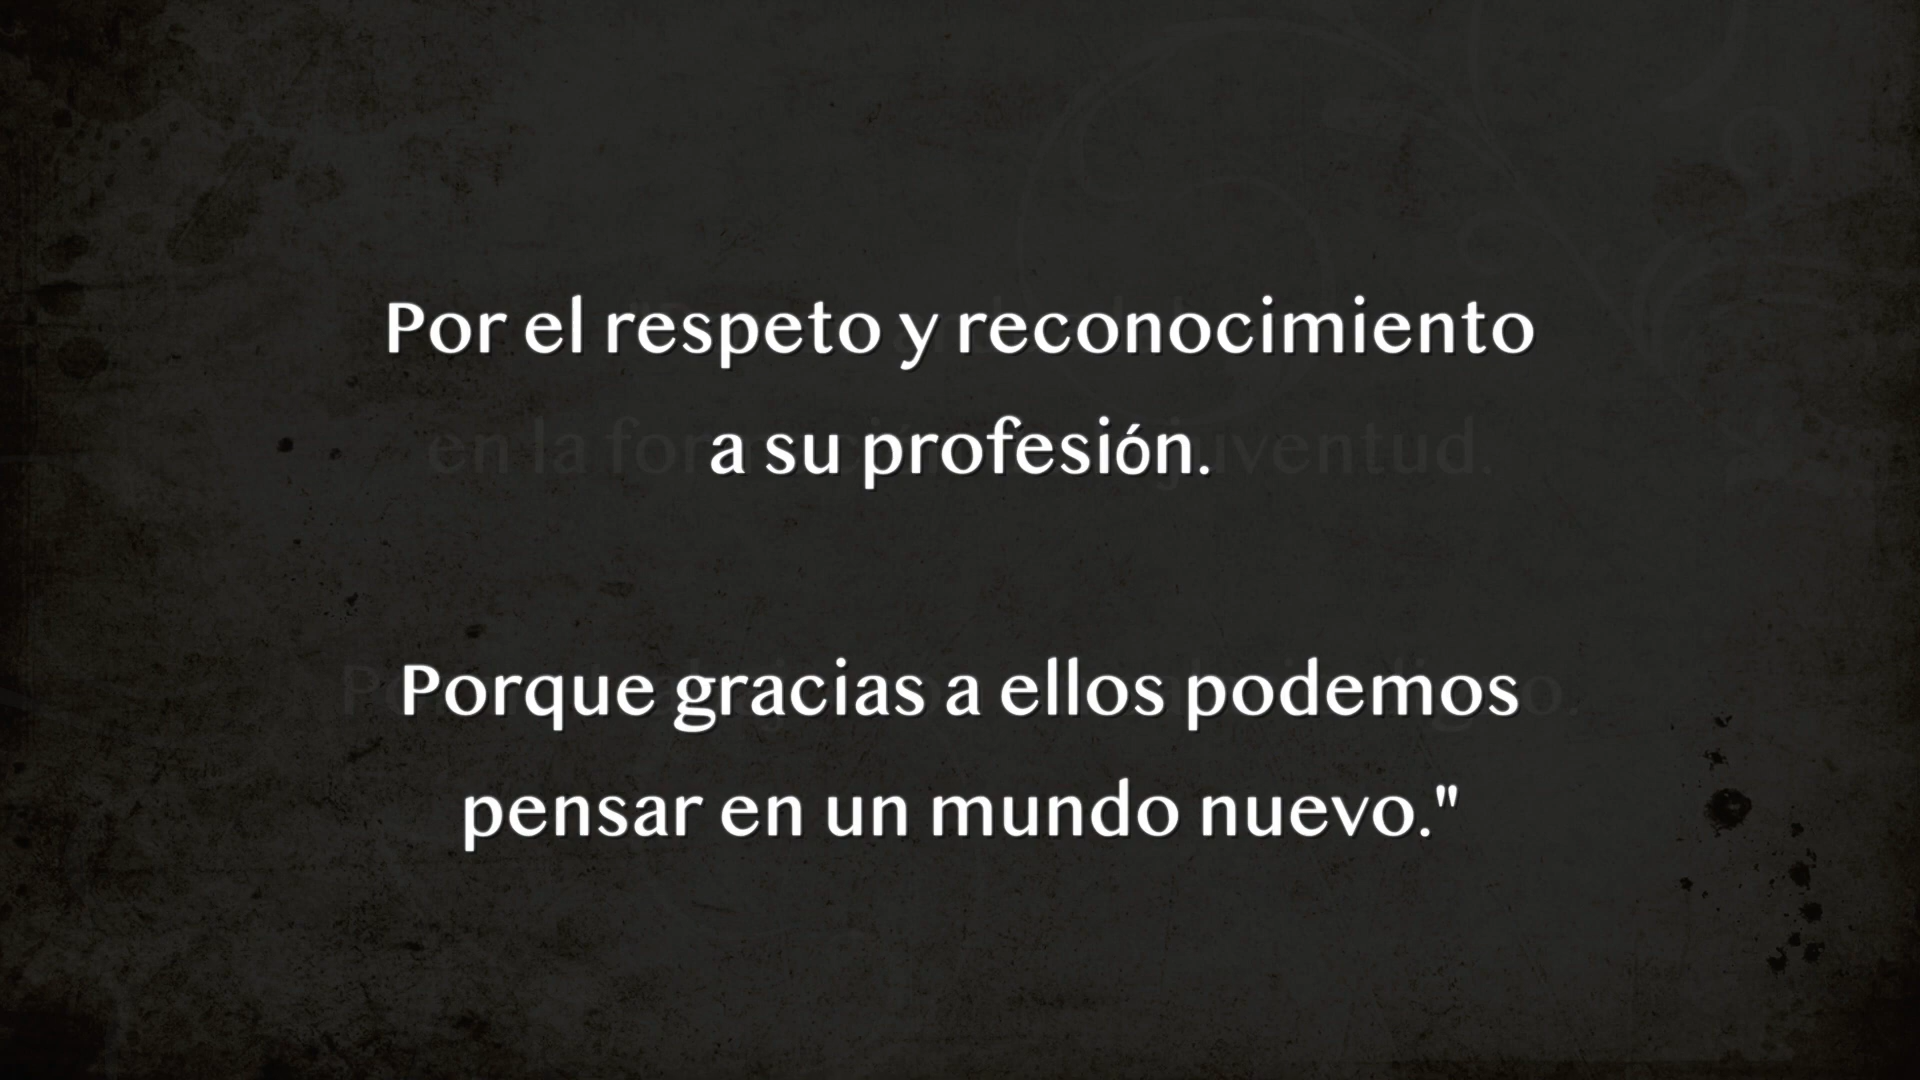 Por el respeto y reconocimiento
a su profesión.
Porque gracias a ellos podemos
pensar en un mundo nuevo."